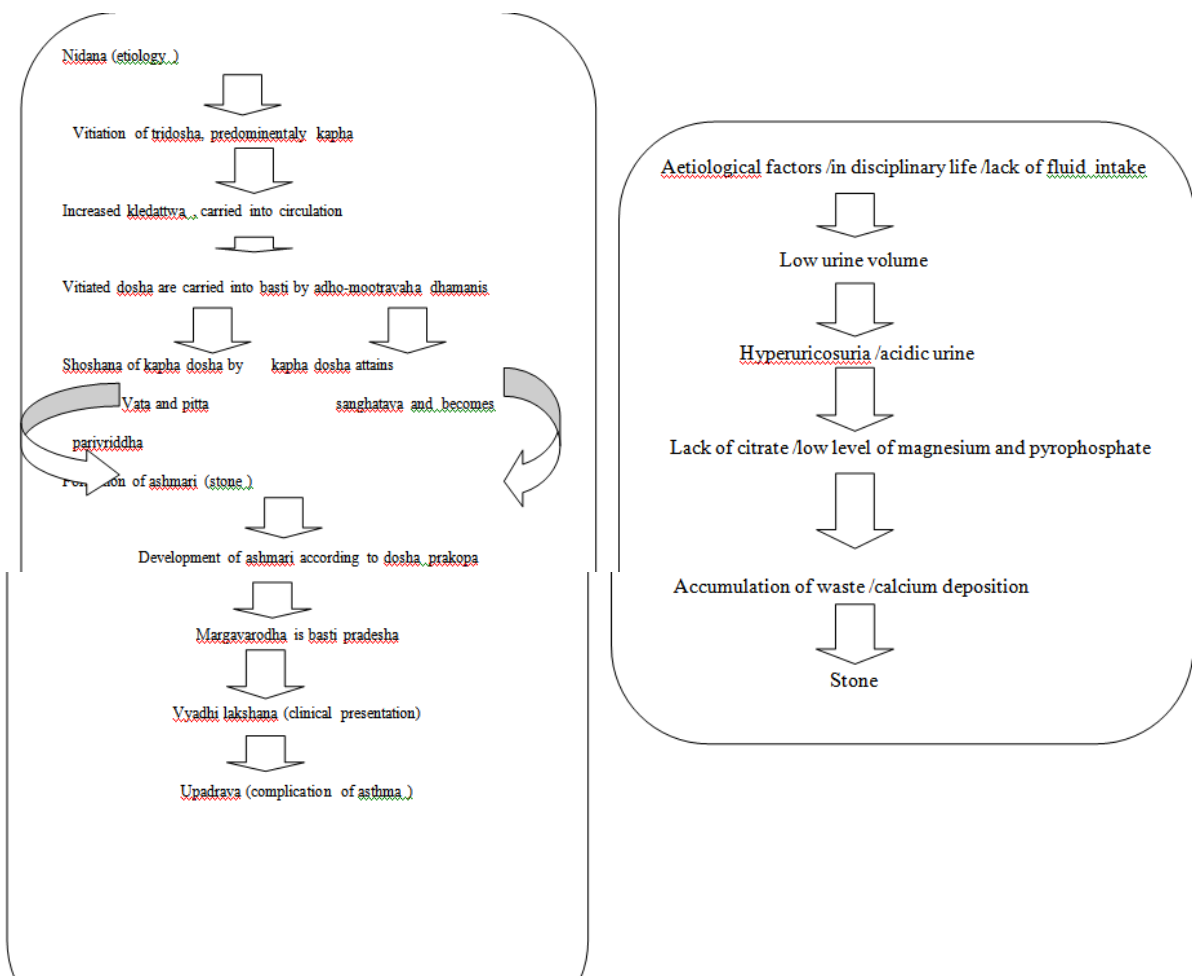 Nidana (etiology )
Vitiation of tridosha, predominentaly kapha
Increased kledattwa , carried into circulation
Vitiated dosha are carried into basti by adho-mootravaha dhamanis
Shoshana of kapha dosha by kapha dosha attains
Vata and pitta sanghatava and becomes
parivriddha
of ashmari (stone )
Development of ashmari according to dosha prakopa
Margavarodha is basti pradesha
Vyadhi lakshana (clinical presentation)
Upadrava (complication of asthma )
Aetiological factors /in disciplinary life /lack of fluid intake
Low urine volume
Hyperuricosuria /acidic urine
Lack of citrate /low level of magnesium and pyrophosphate
Accumulation of waste /calcium deposition
Stone